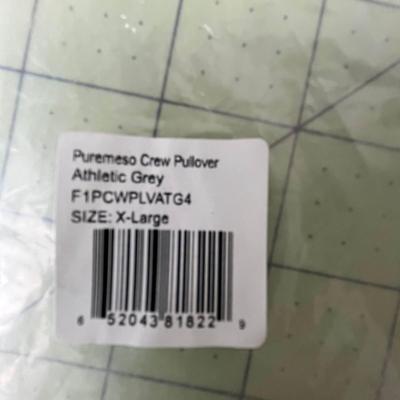 Puremeso Crew Pullover
Athletic Grey
F1PCWPLVATG4
SIZE: X-Large
6 52043 81822 9